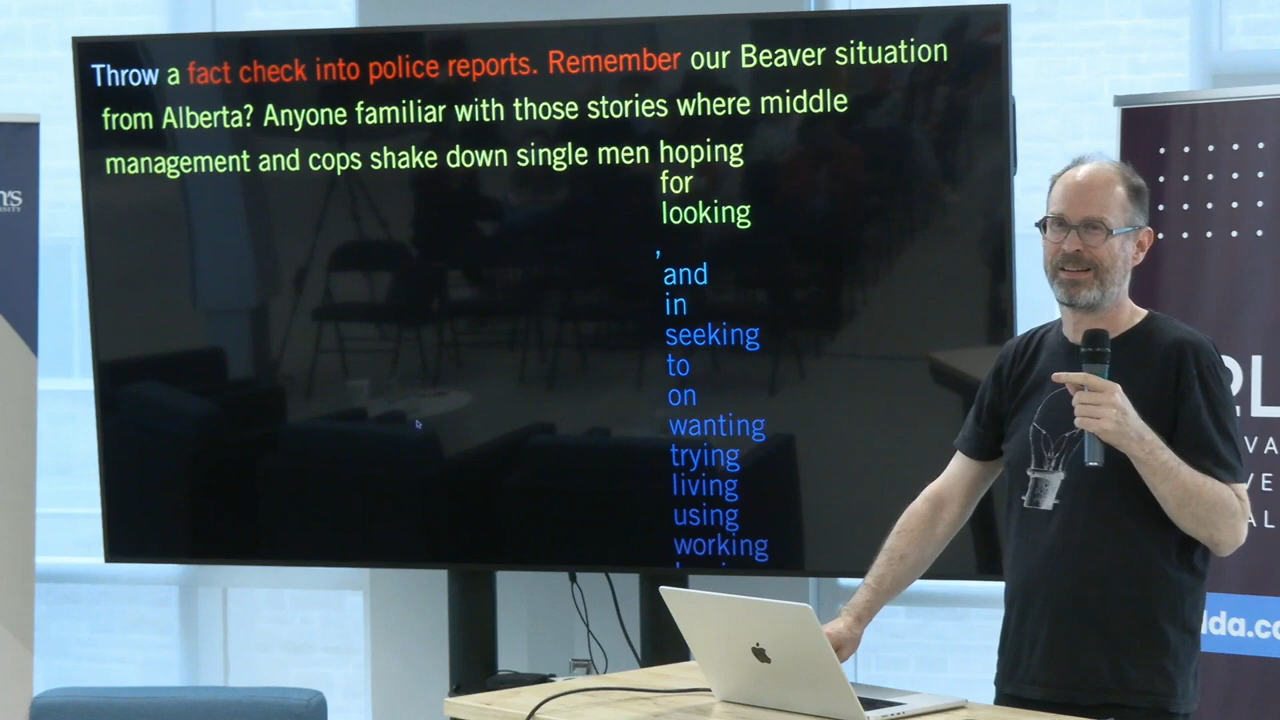 Throw a fact check into police reports. Remember our Beaver situation
from Alberta? Anyone familiar with those stories where middle
management and cops shake down single men hoping
for
looking
,
and
in
seeking
to
on
wanting
trying
living
using
working
lda.c